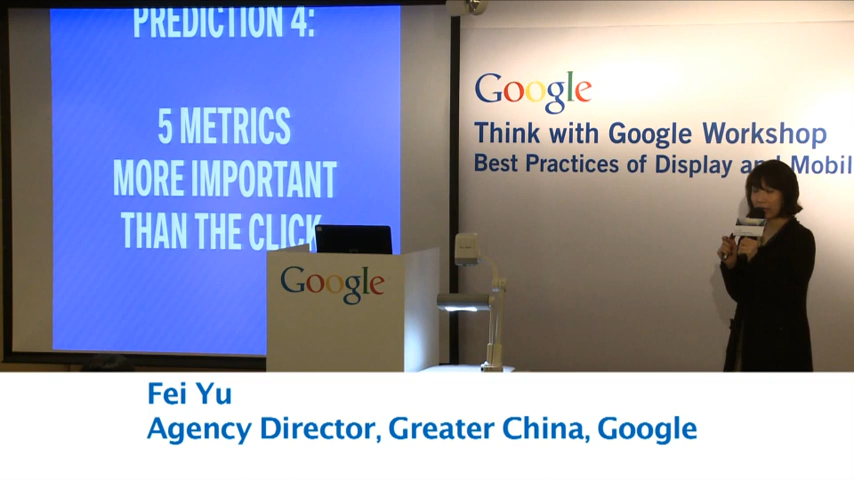 PREDICTION 4:
5 METRICS
MORE IMPORTANT
THAN THE CLICK
Google
Think with Google Workshop
Best Practices of Display and Mobil
Google
Fei Yu
Agency Director, Greater China, Google